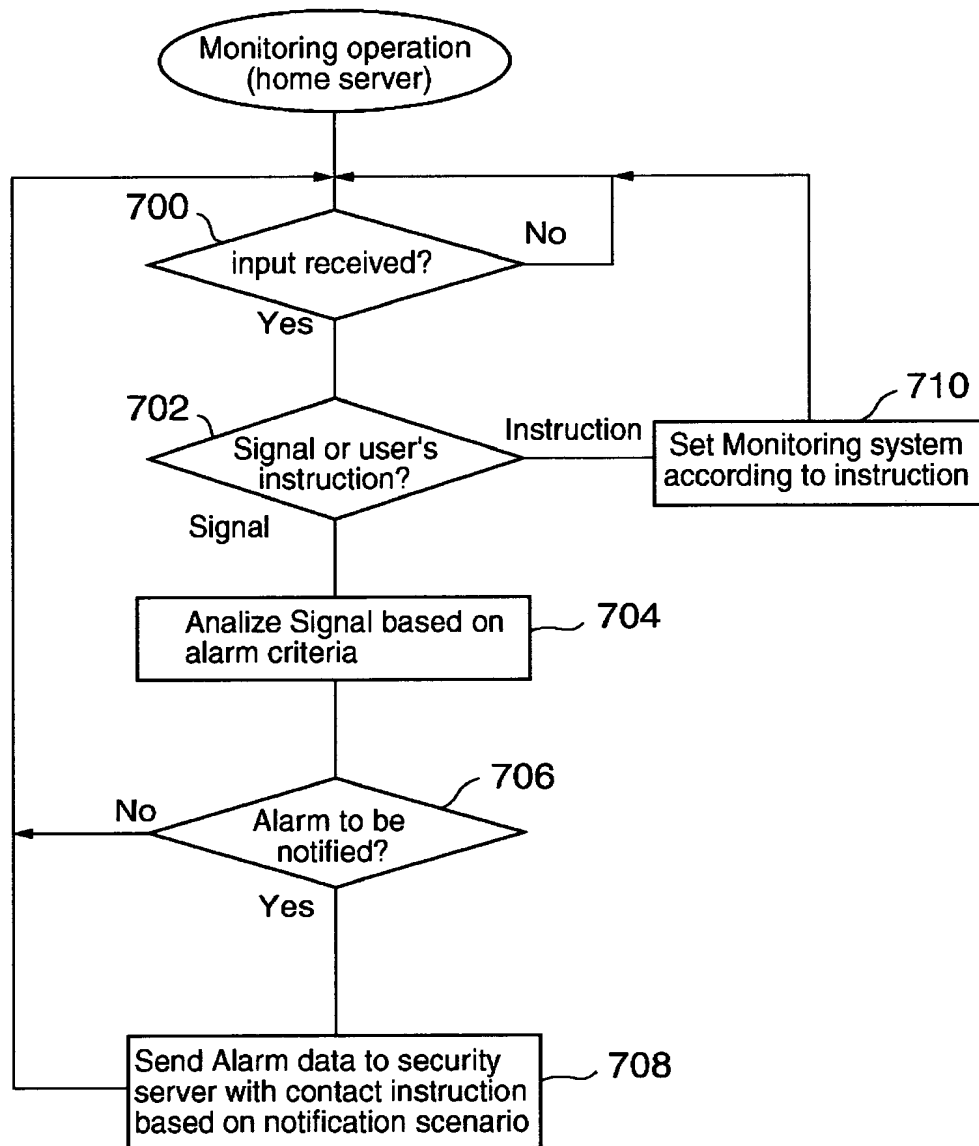 Monitoring operation
(home server)
700
No
input received?
Yes
710
702
Instruction
Signal or user's
instruction?
Set Monitoring system
according to instruction
Signal
Analize Signal based on
alarm criteria
704
706
No
Alarm to be
notified?
Yes
Send Alarm data to security
server with contact instruction
based on notification scenario
708